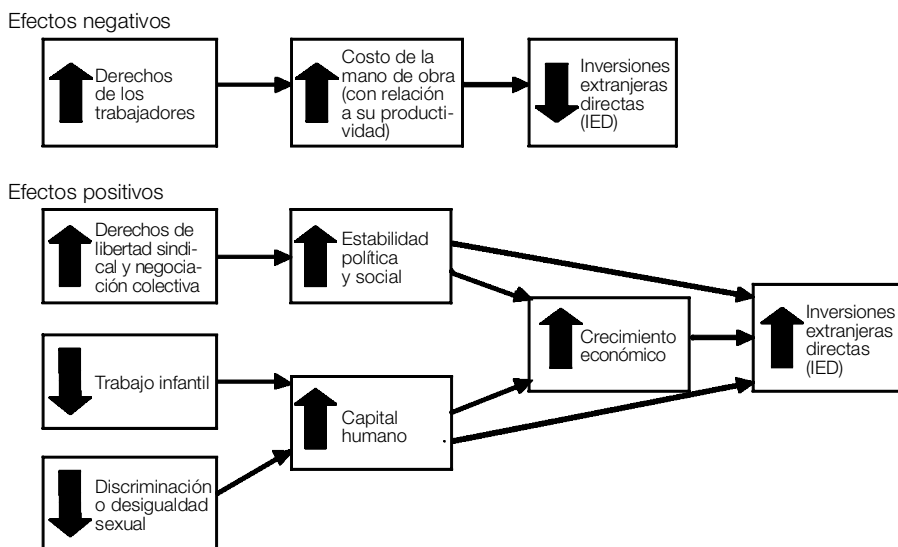 Efectos negativos
Derechos
de los
trabajadores
Costo de la
mano de obra
(con relación
a su producti-
vidad)
Inversiones
extranjeras
directas
(IED)
Efectos positivos
Derechos de
libertad sindi-
cal y negocia-
ción colectiva
Estabilidad
política
y social
Crecimiento
económico
Inversiones
extranjeras
directas
(IED)
Trabajo infantil
Capital
humano
Discriminación
o desigualdad
sexual